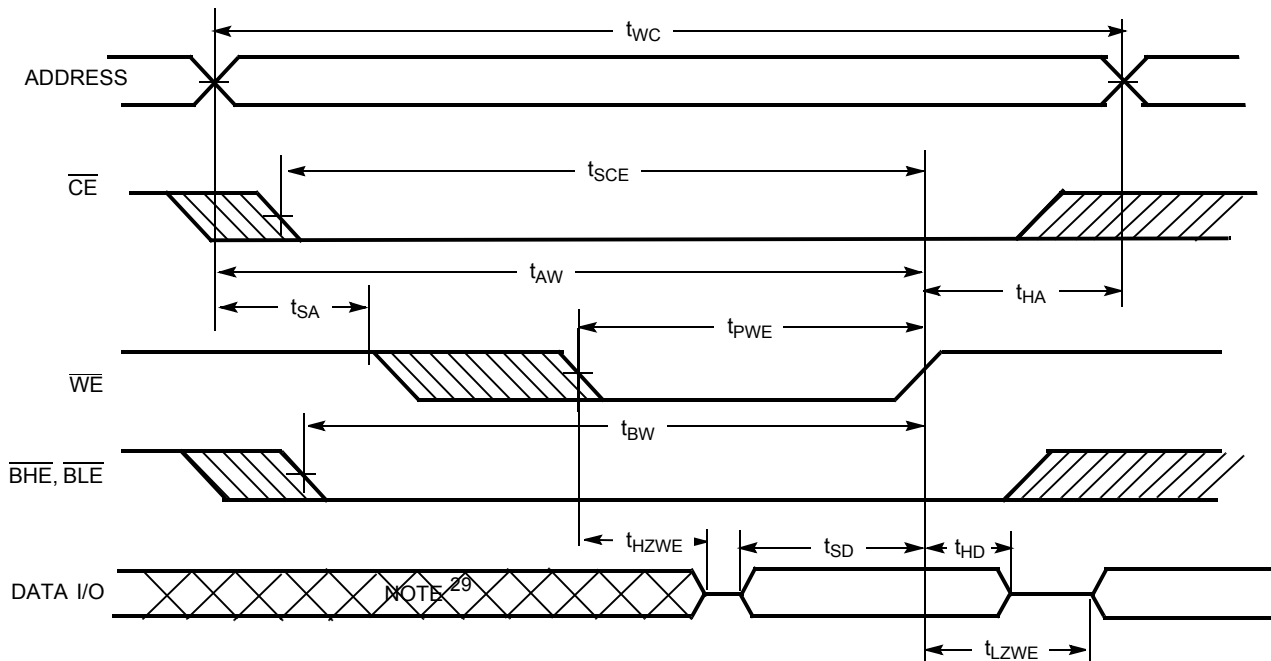 tWC
ADDRESS
tSCE
CE
tAW
tSA
tHA
tPWE
WE
tBW
BHE, BLE
tHZWE
tSD
tHD
DATA I/O
NOTE 29
tLZWE